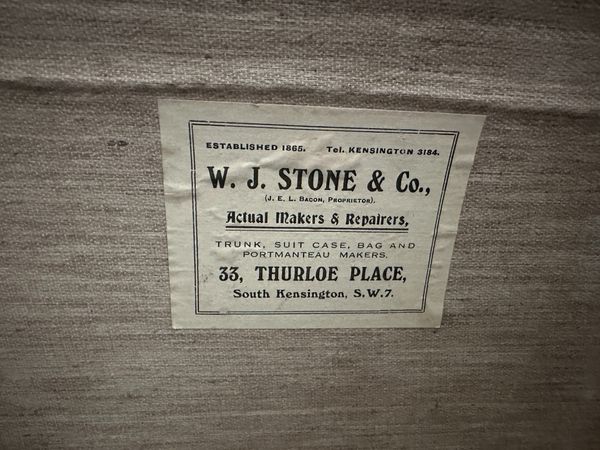 ESTABLISHED 1865. Tel. KENSINGTON 3184.
W. J. STONE & Co.,
(J. E. L. BACON, PROPRIETOR).
Actual Makers & Repairers,
TRUNK, SUIT CASE, BAG AND
PORTMANTEAU MAKERS.
33, THURLOE PLACE,
South Kensington, S.W.7.